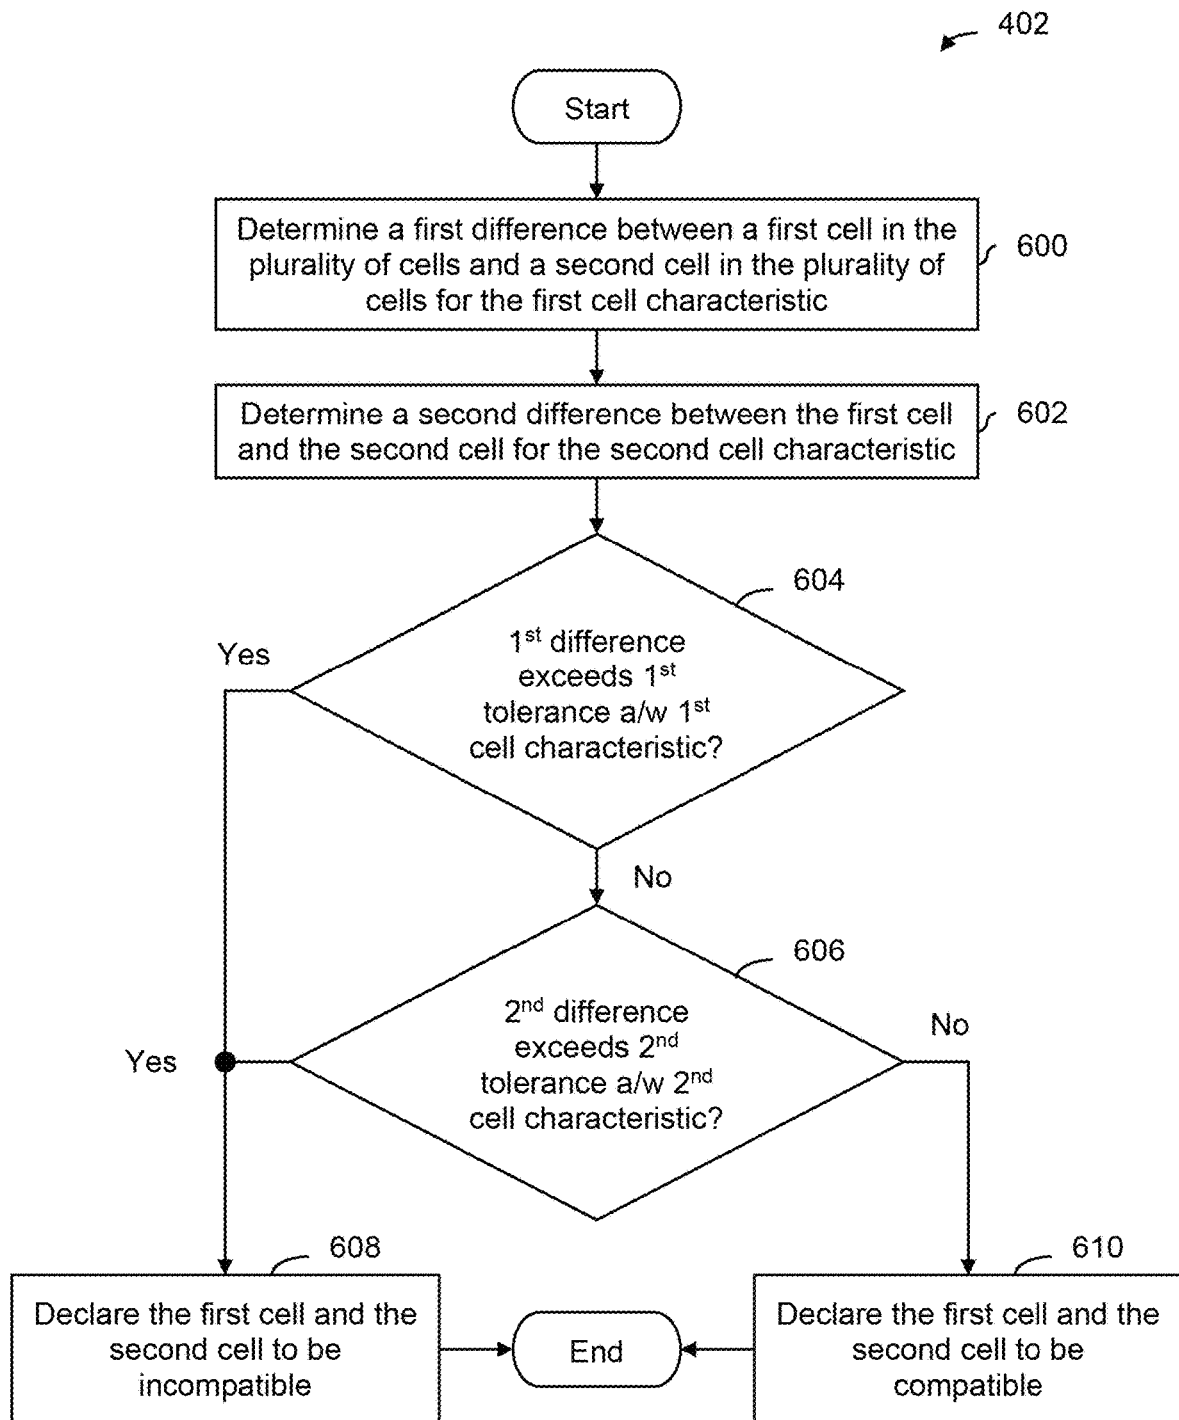 402
Start
Determine a first difference between a first cell in the
plurality of cells and a second cell in the plurality of
cells for the first cell characteristic
600
Determine a second difference between the first cell
and the second cell for the second cell characteristic
602
604
1st difference
exceeds 1st
tolerance a/w 1st
cell characteristic?
Yes
No
606
2nd difference
exceeds 2nd
tolerance a/w 2nd
cell characteristic?
Yes
No
608
Declare the first cell and the
second cell to be
incompatible
End
610
Declare the first cell and the
second cell to be
compatible